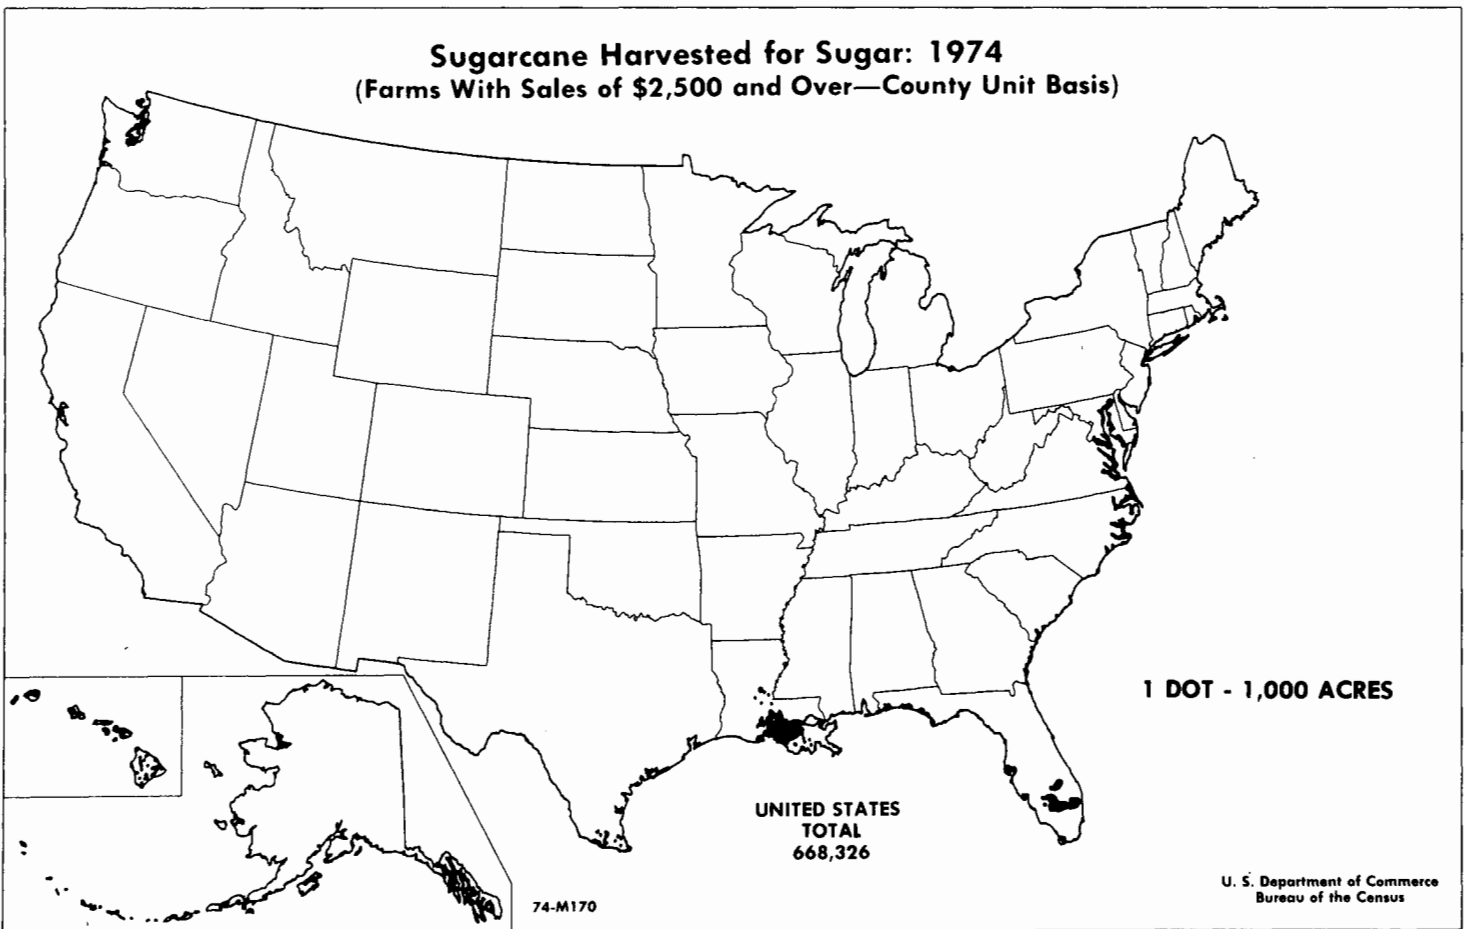 Sugarcane Harvested for Sugar: 1974
(Farms With Sales of $2,500 and Over—County Unit Basis)
1 DOT - 1,000 ACRES
UNITED STATES
TOTAL
668,326
74-M170
U. S. Department of Commerce
Bureau of the Census